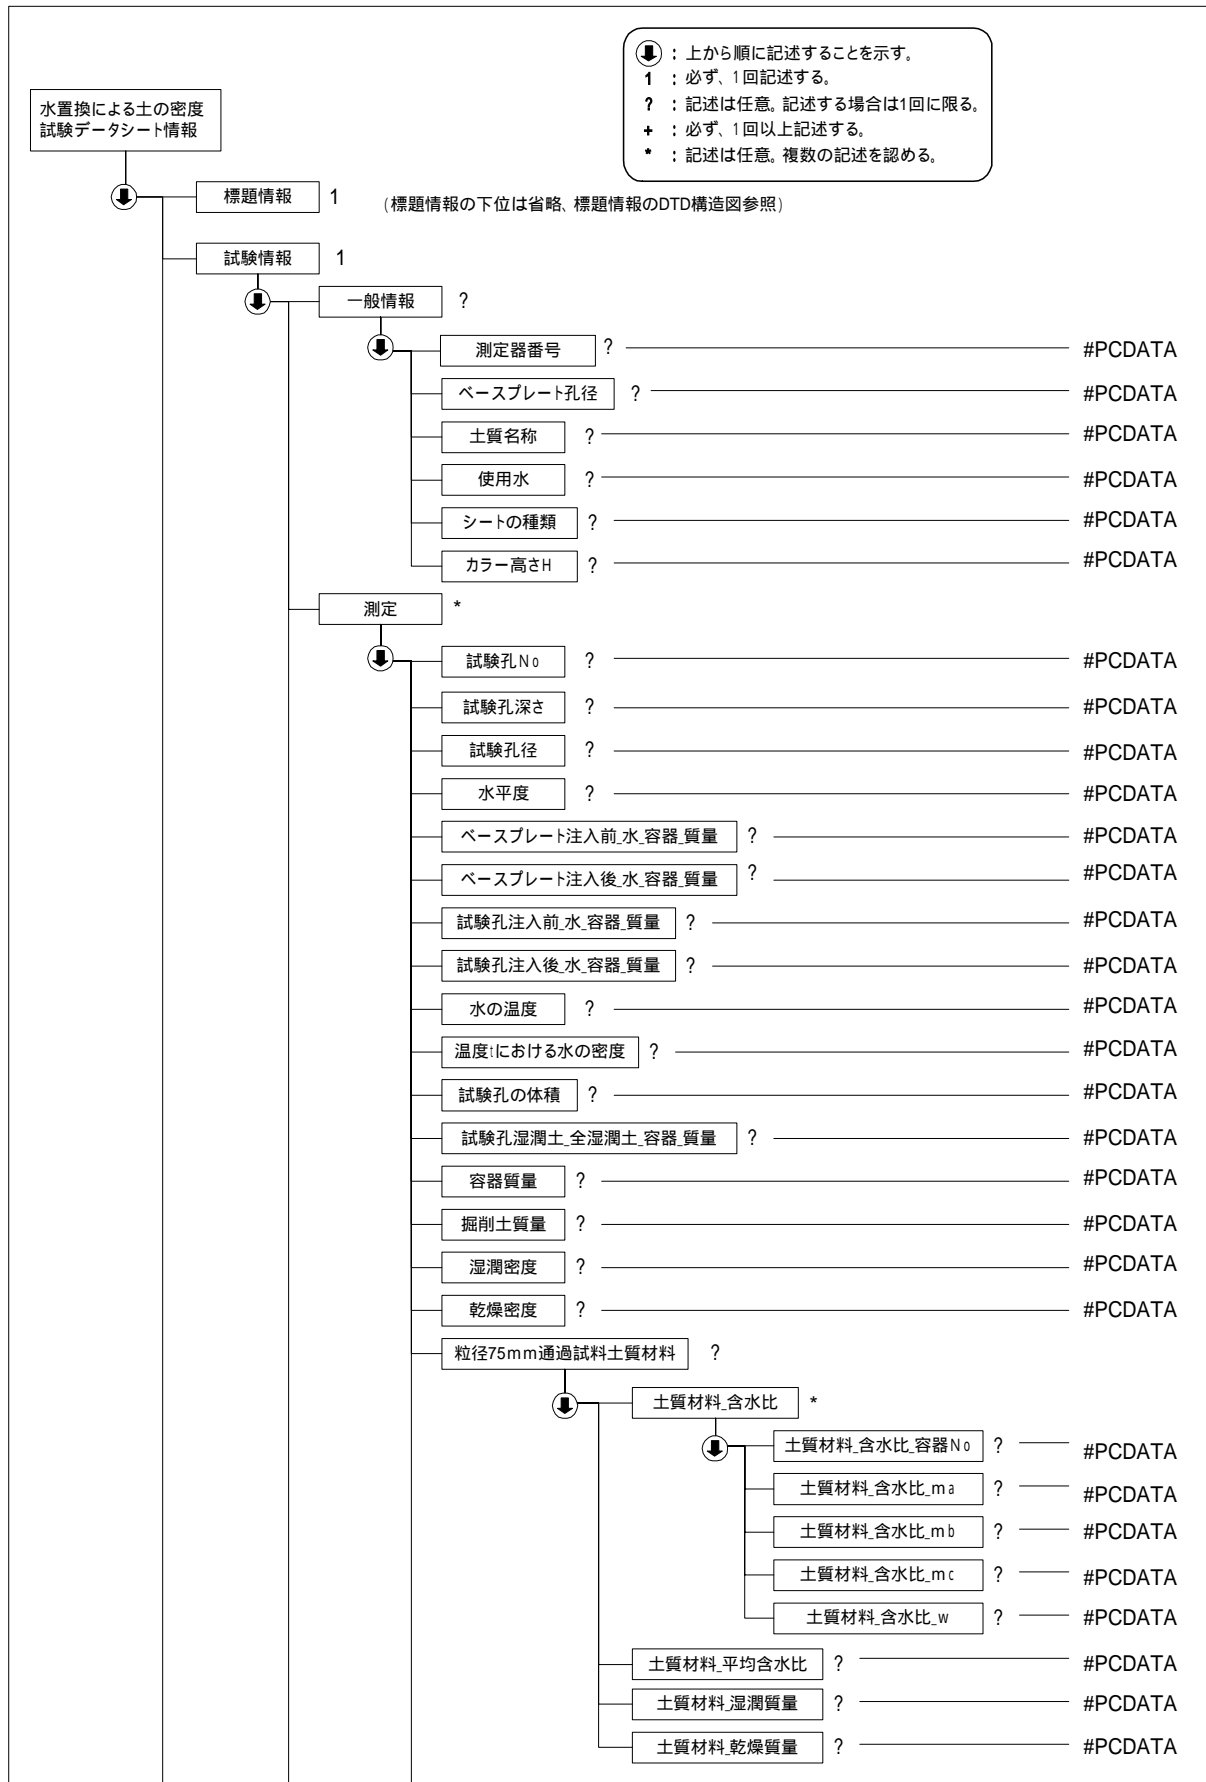 : 上から順に記述することを示す。
1 : 必ず、1回記述する。
? : 記述は任意。記述する場合は1回に限る。
+ : 必ず、1回以上記述する。
* : 記述は任意。複数の記述を認める。
水置換による土の密度
試験データシート情報
標題情報 1 (標題情報の下位は省略、標題情報のDTD構造図参照)
試験情報 1
一般情報 ?
測定器番号 ? #PCDATA
ベースプレート孔径 ? #PCDATA
土質名称 ? #PCDATA
使用水 ? #PCDATA
シートの種類 ? #PCDATA
カラー高さH ? #PCDATA
測定 *
試験孔No ? #PCDATA
試験孔深さ ? #PCDATA
試験孔径 ? #PCDATA
水平度 ? #PCDATA
ベースプレート注入前_水_容器_質量 ? #PCDATA
ベースプレート注入後_水_容器_質量 ? #PCDATA
試験孔注入前_水_容器_質量 ? #PCDATA
試験孔注入後_水_容器_質量 ? #PCDATA
水の温度 ? #PCDATA
温度tにおける水の密度 ? #PCDATA
試験孔の体積 ? #PCDATA
試験孔湿潤土_全湿潤土_容器_質量 ? #PCDATA
容器質量 ? #PCDATA
掘削土質量 ? #PCDATA
湿潤密度 ? #PCDATA
乾燥密度 ? #PCDATA
粒径75mm通過試料土質材料 ?
土質材料_含水比 *
土質材料_含水比_容器No ? #PCDATA
土質材料_含水比_ma ? #PCDATA
土質材料_含水比_mb ? #PCDATA
土質材料_含水比_mc ? #PCDATA
土質材料_含水比_w ? #PCDATA
土質材料_平均含水比 ? #PCDATA
土質材料_湿潤質量 ? #PCDATA
土質材料_乾燥質量 ? #PCDATA